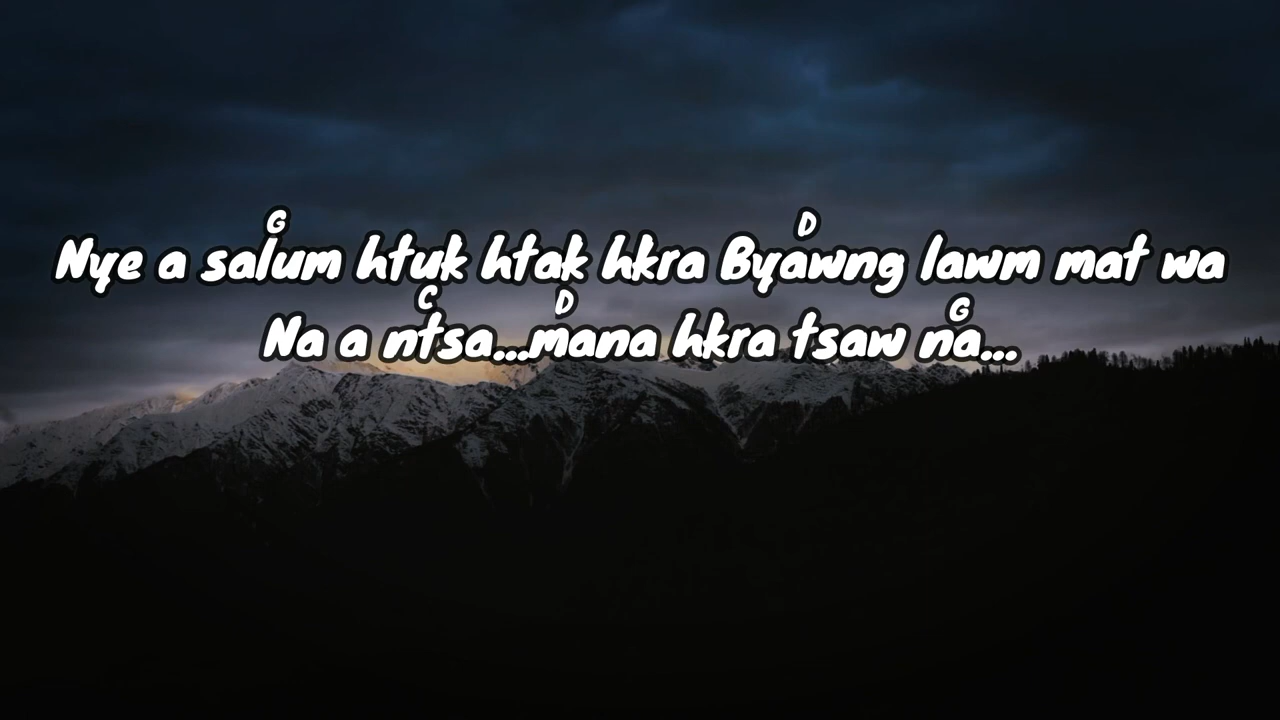 G D
Nye a salum htuk htak hkra Byawng lawm mat wa
C D G
Na a ntsa...mana hkra tsaw na...